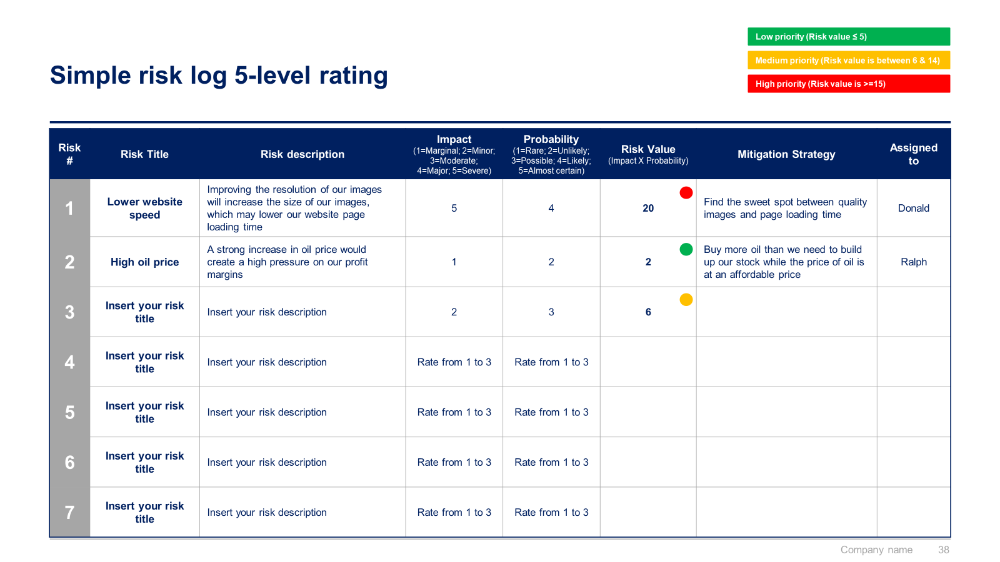 Low priority (Risk value ≤ 5)
Medium priority (Risk value is between 6 & 14)
High priority (Risk value is >=15)
Simple risk log 5-level rating
Risk
#
Risk Title
Risk description
Impact
(1=Marginal; 2=Minor;
3=Moderate;
4=Major; 5=Severe)
Probability
(1=Rare; 2=Unlikely;
3=Possible; 4=Likely;
5=Almost certain)
Risk Value
(Impact X Probability)
Mitigation Strategy
Assigned
to
1
Lower website
speed
Improving the resolution of our images
will increase the size of our images,
which may lower our website page
loading time
5
4
20
Find the sweet spot between quality
images and page loading time
Donald
2
High oil price
A strong increase in oil price would
create a high pressure on our profit
margins
1
2
2
Buy more oil than we need to build
up our stock while the price of oil is
at an affordable price
Ralph
3
Insert your risk
title
Insert your risk description
2
3
6
4
Insert your risk
title
Insert your risk description
Rate from 1 to 3
Rate from 1 to 3
5
Insert your risk
title
Insert your risk description
Rate from 1 to 3
Rate from 1 to 3
6
Insert your risk
title
Insert your risk description
Rate from 1 to 3
Rate from 1 to 3
7
Insert your risk
title
Insert your risk description
Rate from 1 to 3
Rate from 1 to 3
Company name
38